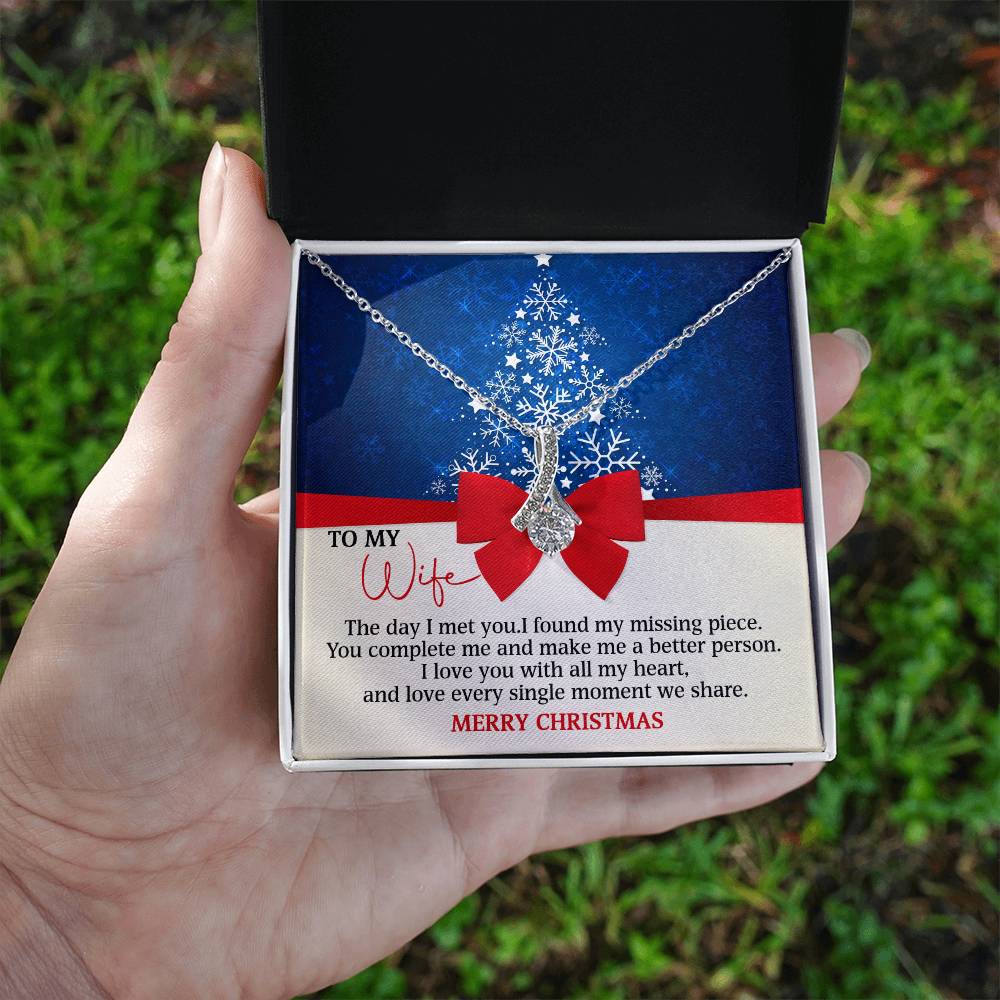 TO MY
Wife
The day I met you.I found my missing piece.
You complete me and make me a better person.
I love you with all my heart,
and love every single moment we share.
MERRY CHRISTMAS